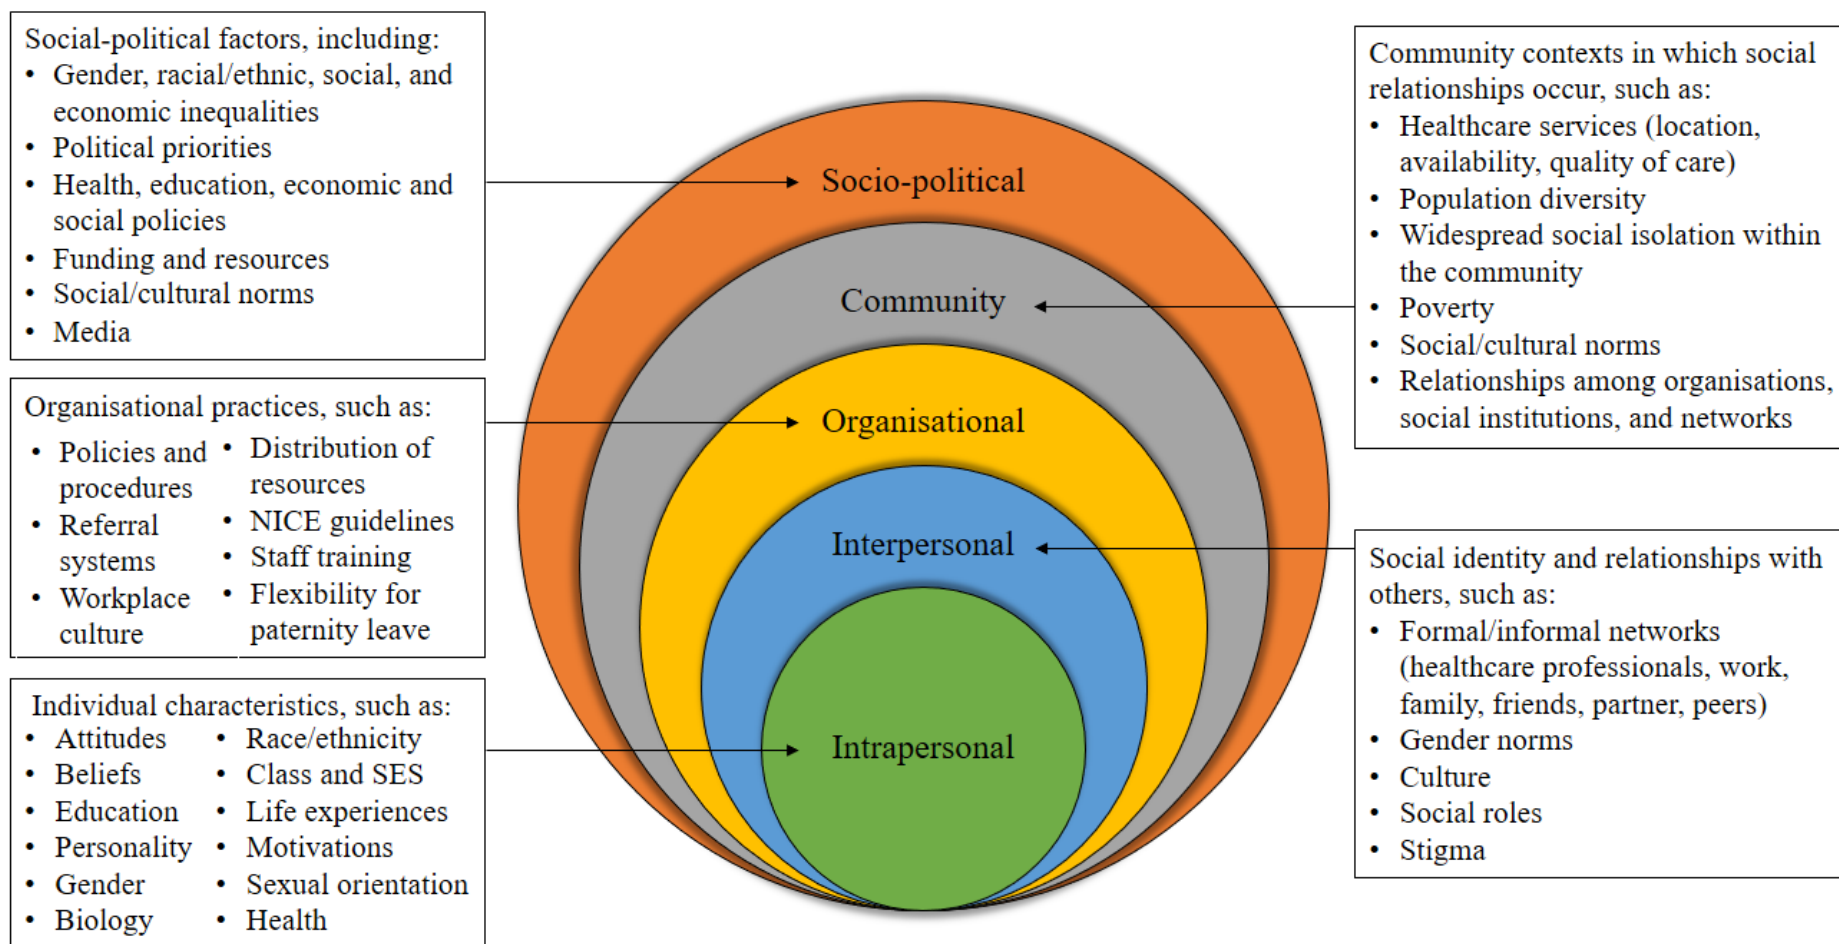 Social-political factors, including:
• Gender, racial/ethnic, social, and
economic inequalities
• Political priorities
• Health, education, economic and
social policies
• Funding and resources
• Social/cultural norms
• Media
Organisational practices, such as:
• Policies and
procedures
• Referral
systems
• Workplace
culture
• Distribution of
resources
• NICE guidelines
• Staff training
• Flexibility for
paternity leave
Individual characteristics, such as:
• Attitudes
• Beliefs
• Education
• Personality
• Gender
• Biology
• Race/ethnicity
• Class and SES
• Life experiences
• Motivations
• Sexual orientation
• Health
Socio-political
Community
Organisational
Interpersonal
Intrapersonal
Community contexts in which social
relationships occur, such as:
• Healthcare services (location,
availability, quality of care)
• Population diversity
• Widespread social isolation within
the community
• Poverty
• Social/cultural norms
• Relationships among organisations,
social institutions, and networks
Social identity and relationships with
others, such as:
• Formal/informal networks
(healthcare professionals, work,
family, friends, partner, peers)
• Gender norms
• Culture
• Social roles
• Stigma